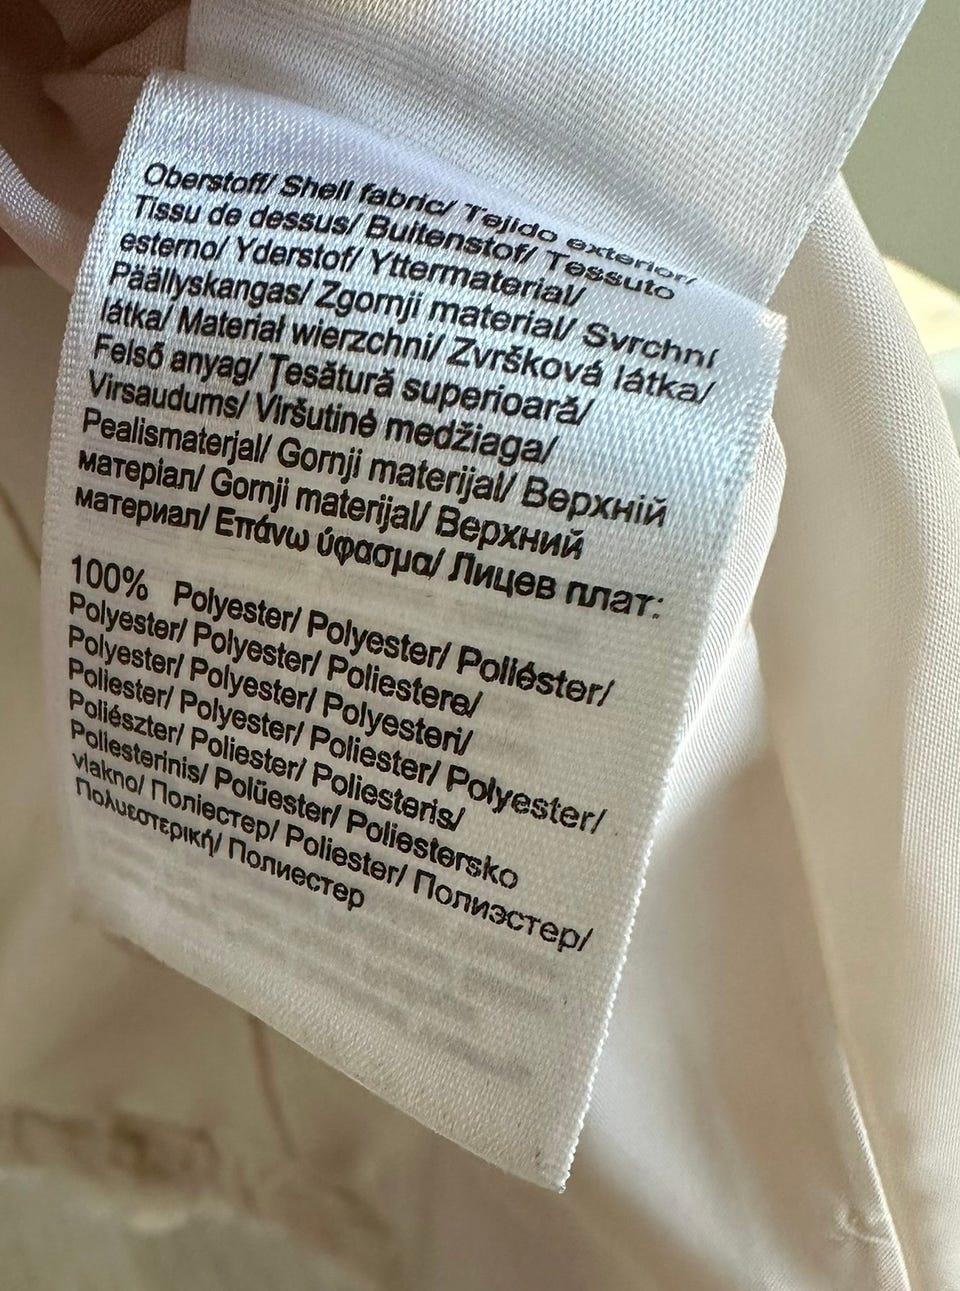 Oberstoff/ Shell fabric/ Tejido exterior/
Tissu de dessus/ Buitenstof/ Tessuto
esterno/ Yderstof/ Yttermaterial/
Päällyskangas/ Zgornji material/ Svrchní
látka/ Materiał wierzchni/ Zvršková látka/
Felső anyag/ Țesătură superioară/
Virsaudums/ Viršutinė medžiaga/
Pealismaterjal/ Gornji materijal/ Верхній
матеріал/ Gornji materijal/ Верхний
материал/ Επάνω ύφασμα/ Лицев плат:
100% Polyester/ Polyester/ Poliéster/
Polyester/ Polyester/ Poliestere/
Polyester/ Polyester/ Polyesteri/
Poliester/ Polyester/ Poliester/ Polyester/
Poliészter/ Poliester/ Poliesteris/
Poliesterinis/ Polüester/ Poliestersko
vlakno/ Поліестер/ Poliester/ Полиэстер/
Πολυεστερική/ Полиестер